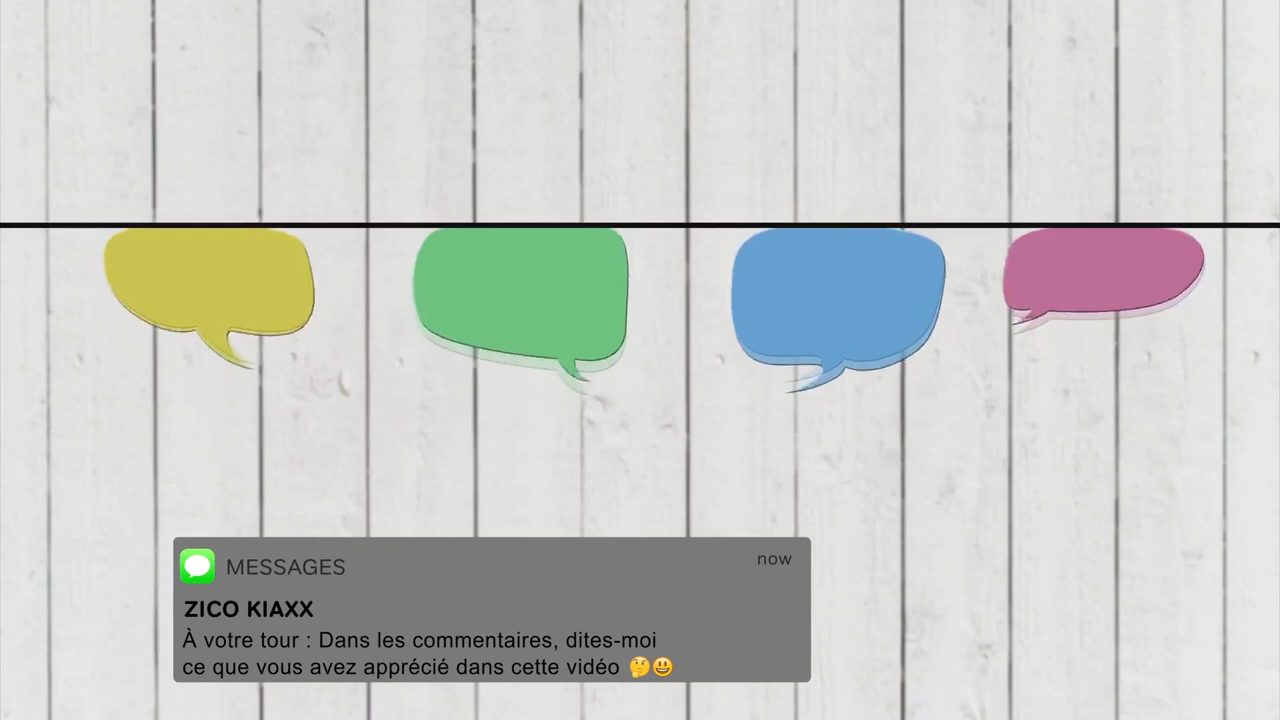 MESSAGES
now
ZICO KIAXX
À votre tour : Dans les commentaires, dites-moi
ce que vous avez apprécié dans cette vidéo 🤔😃